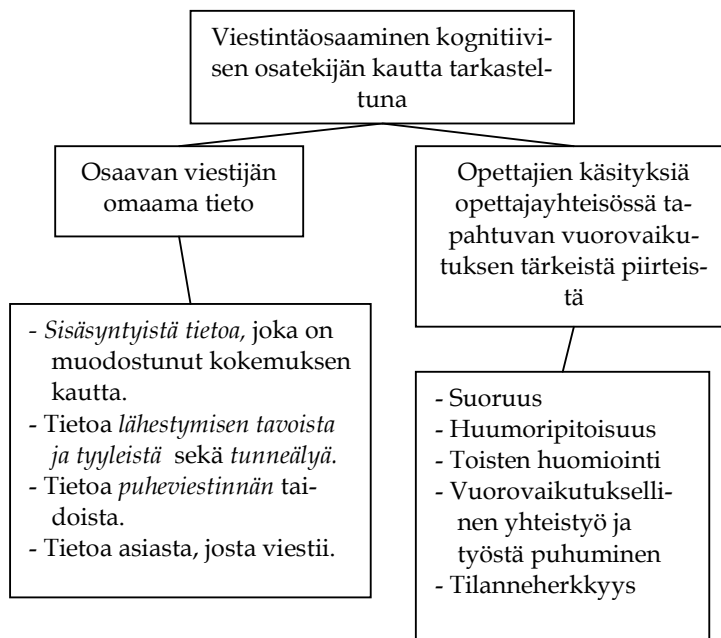 Viestintäosaaminen kognitiivi-
sen osatekijän kautta tarkastel-
tuna
Osaavan viestijän
omaama tieto
Opettajien käsityksiä
opettajayhteisössä ta-
pahtuvan vuorovaiku-
tuksen tärkeistä piirteis-
tä
- Sisäsyntyistä tietoa, joka on
muodostunut kokemuksen
kautta.
- Tietoa lähestymisen tavoista
ja tyyleistä sekä tunneälyä.
- Tietoa puheviestinnän tai-
doista.
- Tietoa asiasta, josta viestii.
- Suoruus
- Huumoripitoisuus
- Toisten huomiointi
- Vuorovaikutukselli-
nen yhteistyö ja
työstä puhuminen
- Tilanneherkkyys